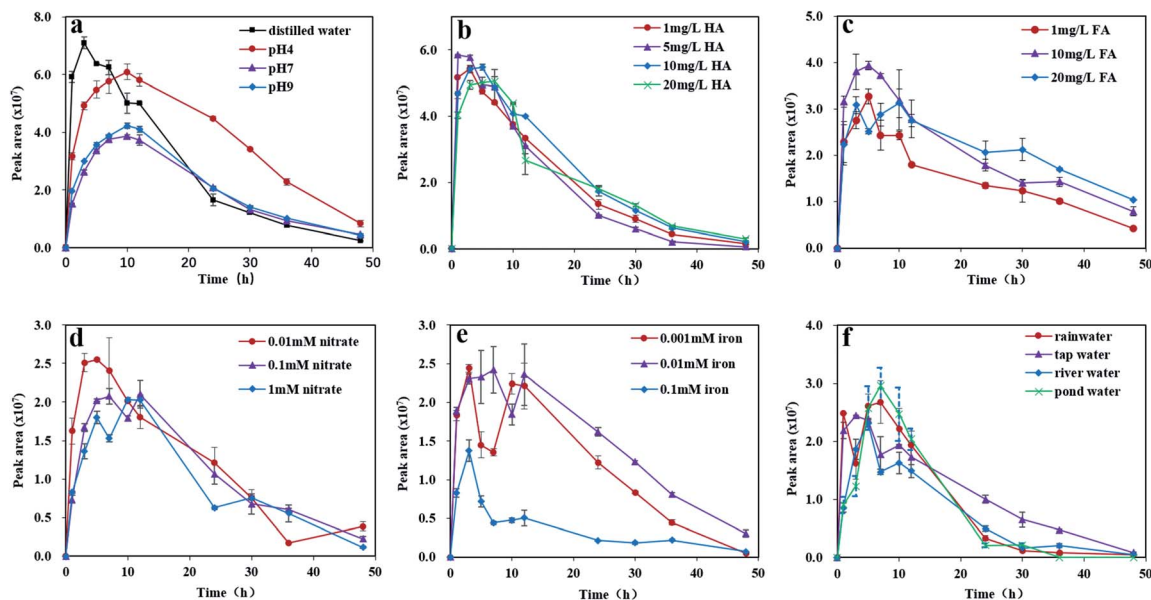 a
distilled water
pH4
pH7
pH9
Peak area (x10⁷)
8.0
6.0
4.0
2.0
0.0
0 10 20 30 40 50
Time (h)
b
1mg/L HA
5mg/L HA
10mg/L HA
20mg/L HA
Peak area (x10⁷)
6.0
4.0
2.0
0.0
0 10 20 30 40 50
Time (h)
c
1mg/L FA
10mg/L FA
20mg/L FA
Peak area (x10⁷)
5.0
4.0
3.0
2.0
1.0
0.0
0 10 20 30 40 50
Time (h)
d
0.01mM nitrate
0.1mM nitrate
1mM nitrate
Peak area (x10⁷)
3.0
2.5
2.0
1.5
1.0
0.5
0.0
0 10 20 30 40 50
Time (h)
e
0.001mM iron
0.01mM iron
0.1mM iron
Peak area (x10⁷)
3.0
2.5
2.0
1.5
1.0
0.5
0.0
0 10 20 30 40 50
Time (h)
f
rainwater
tap water
river water
pond water
Peak area (x10⁷)
4.0
3.0
2.0
1.0
0.0
0 10 20 30 40 50
Time (h)